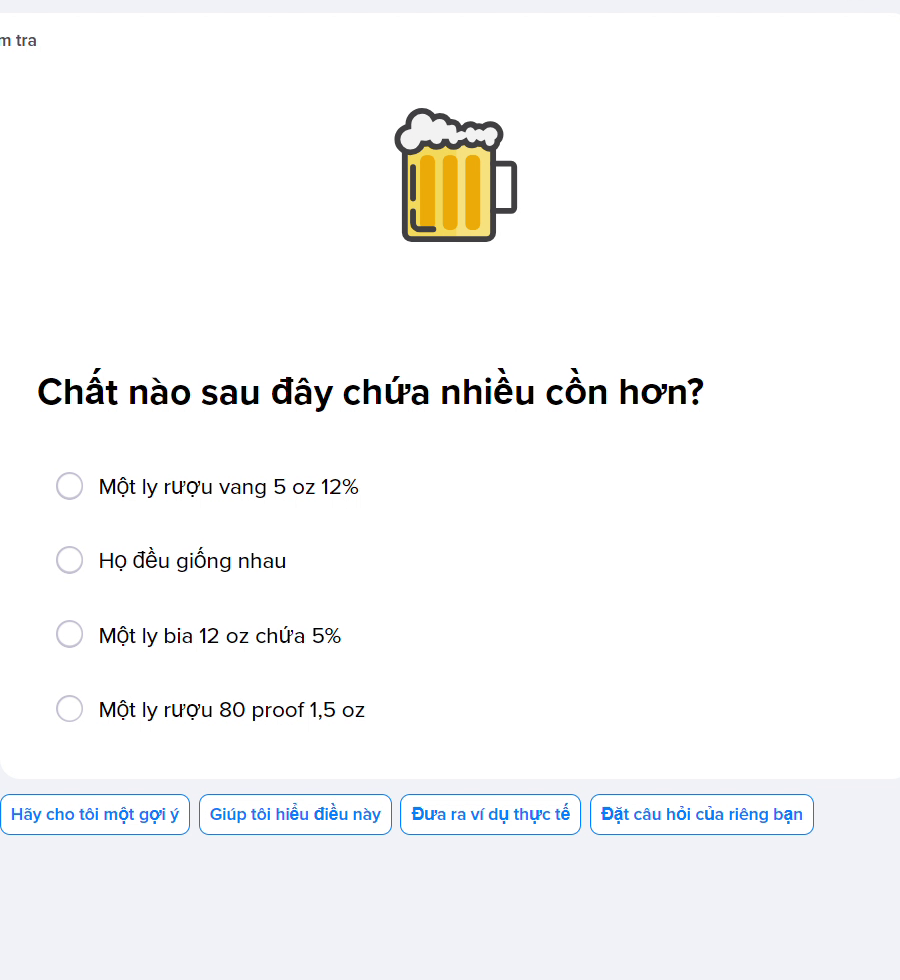 m tra
Chất nào sau đây chứa nhiều cồn hơn?
Một ly rượu vang 5 oz 12%
Họ đều giống nhau
Một ly bia 12 oz chứa 5%
Một ly rượu 80 proof 1,5 oz
Hãy cho tôi một gợi ý
Giúp tôi hiểu điều này
Đưa ra ví dụ thực tế
Đặt câu hỏi của riêng bạn